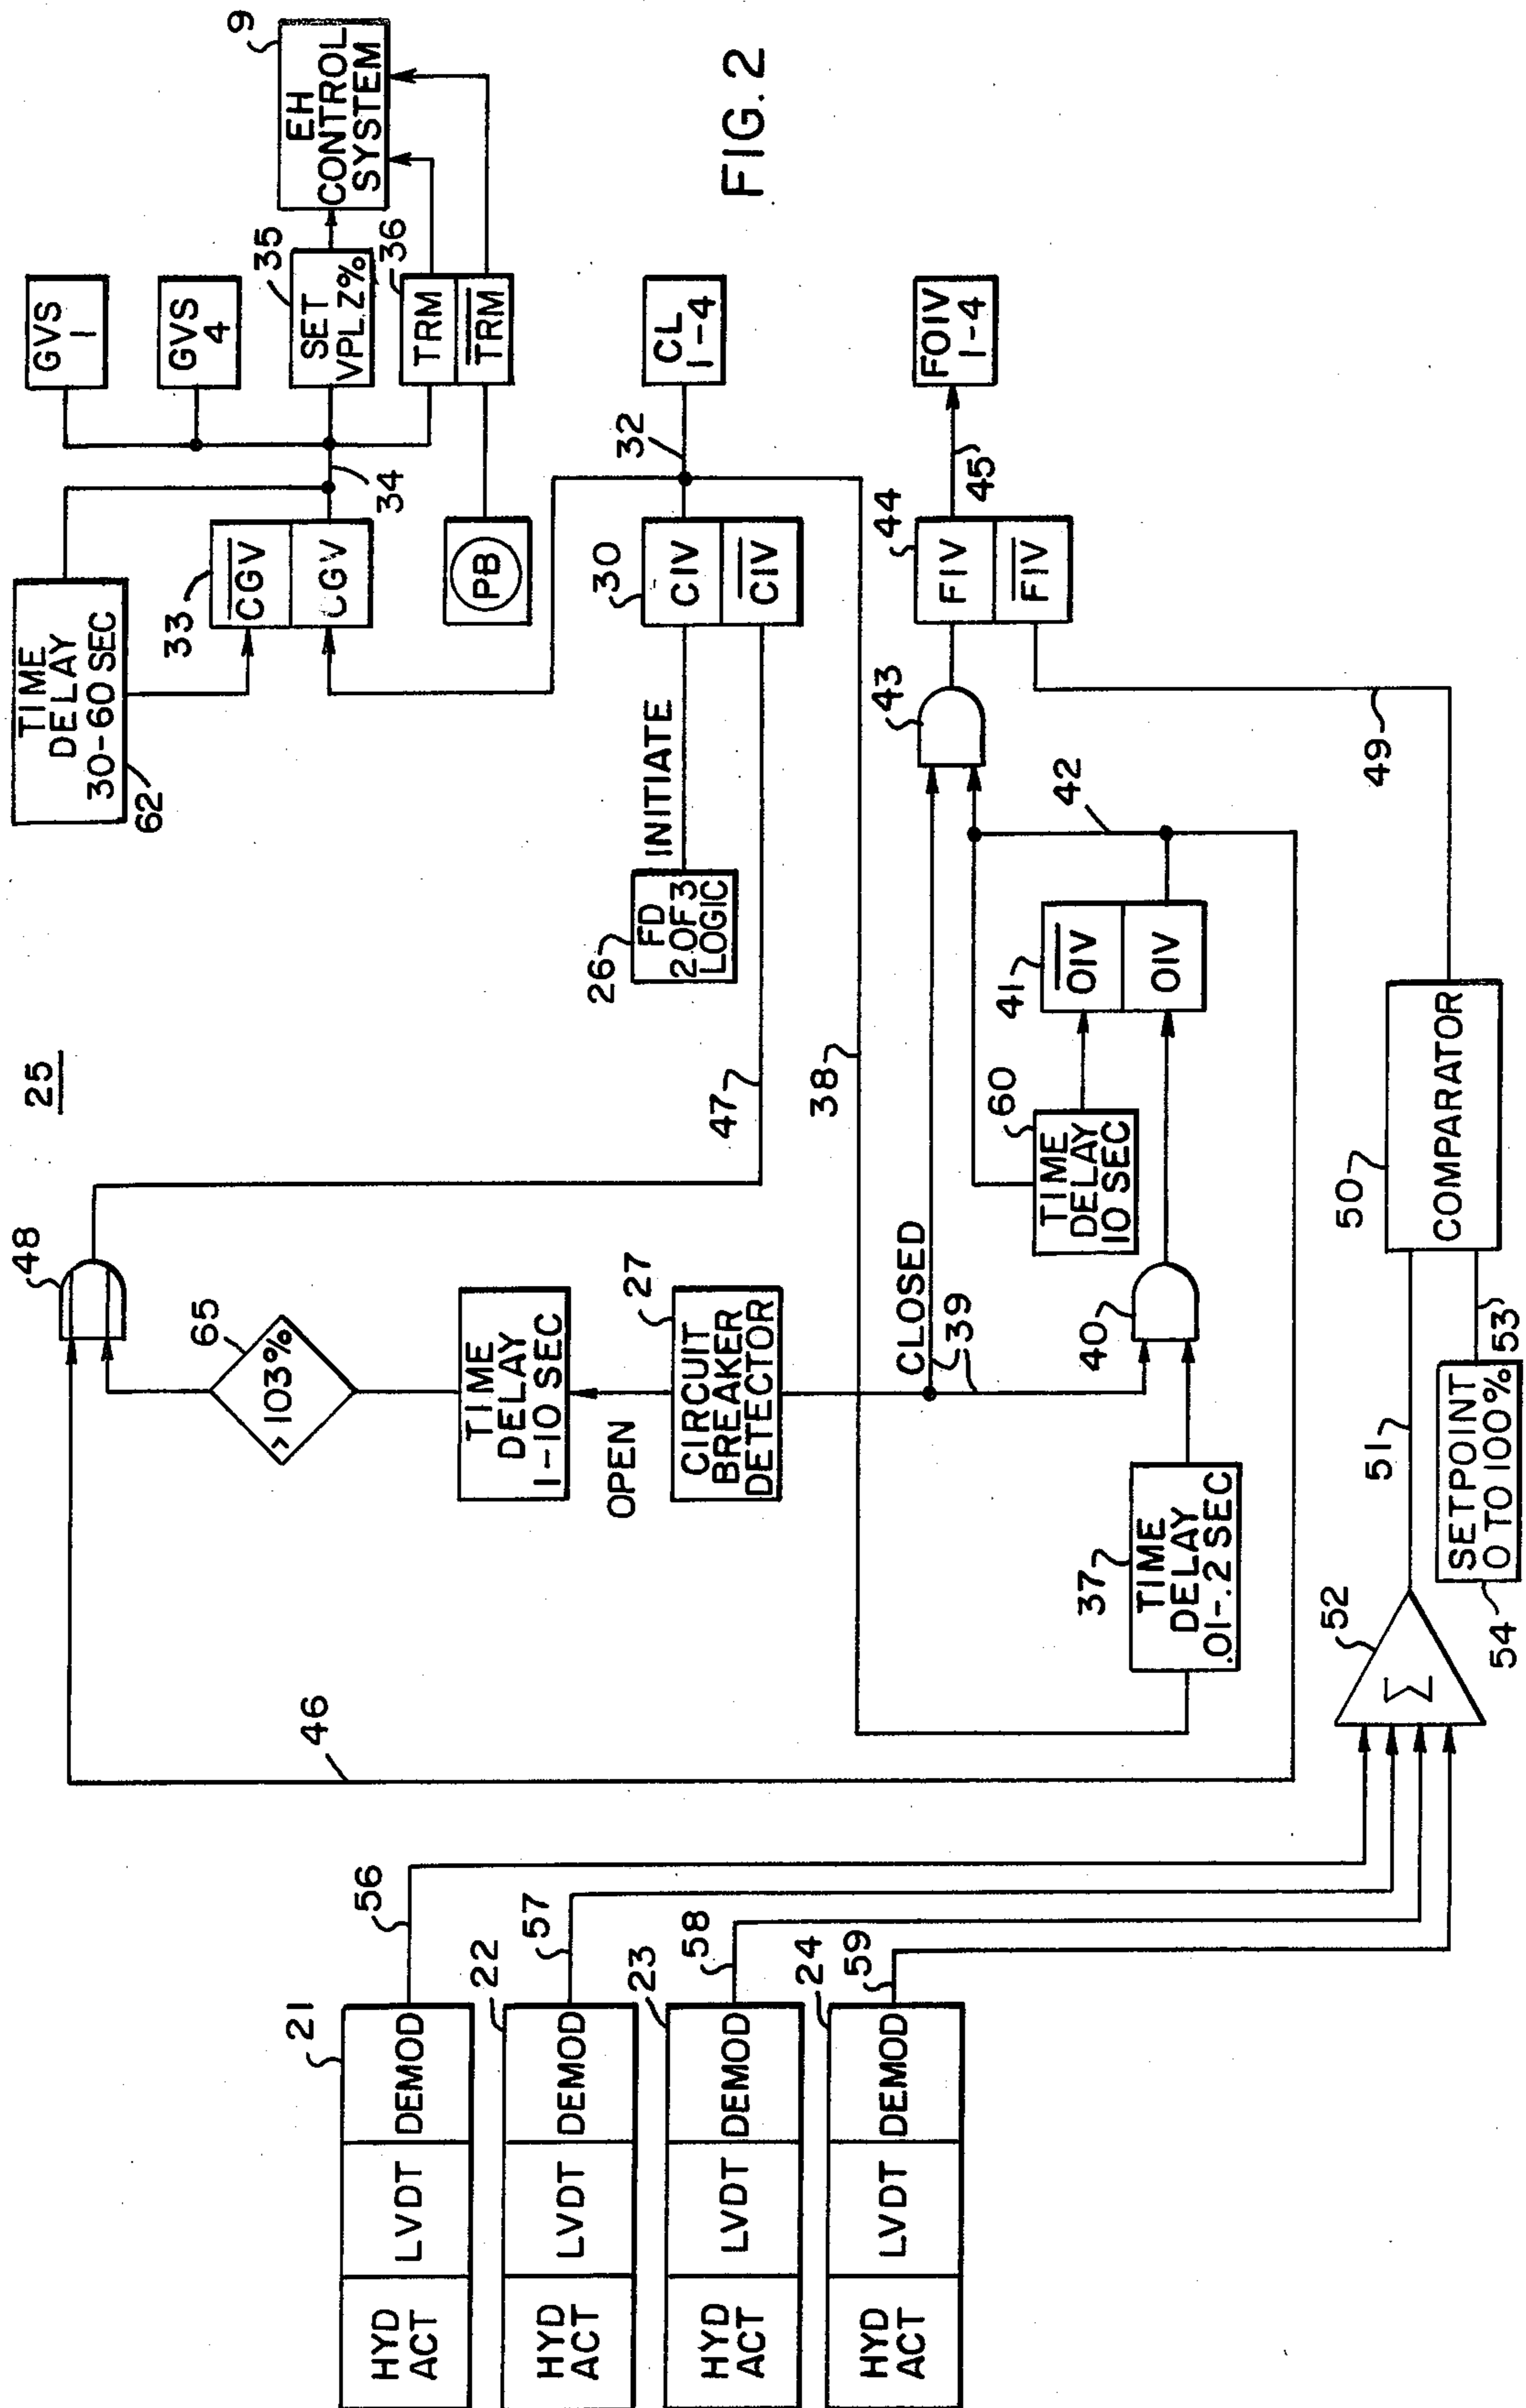 25
FIG. 2
TIME
DELAY
30-60 SEC
62
33
CGV
CGV
34
GVS
1
GVS
4
SET
VPL Z%
35
EH
CONTROL
SYSTEM
9
TRM
TRM
36
PB
48
65
> 103%
TIME
DELAY
1-10 SEC
OPEN
CIRCUIT
BREAKER
DETECTOR
27
46
47
26
FD
2 OF 3
LOGIC
INITIATE
30
CIV
CIV
32
CL
1-4
38
CLOSED
39
43
44
FIV
FIV
45
FOIV
1-4
37
TIME
DELAY
.01-.2 SEC
40
60
TIME
DELAY
10 SEC
41
OIV
OIV
42
49
HYD
ACT
LVDT
DEMOD
21
56
HYD
ACT
LVDT
DEMOD
22
57
HYD
ACT
LVDT
DEMOD
23
58
HYD
ACT
LVDT
DEMOD
24
59
52
Σ
51
SETPOINT
0 TO 100%
54
53
50
COMPARATOR